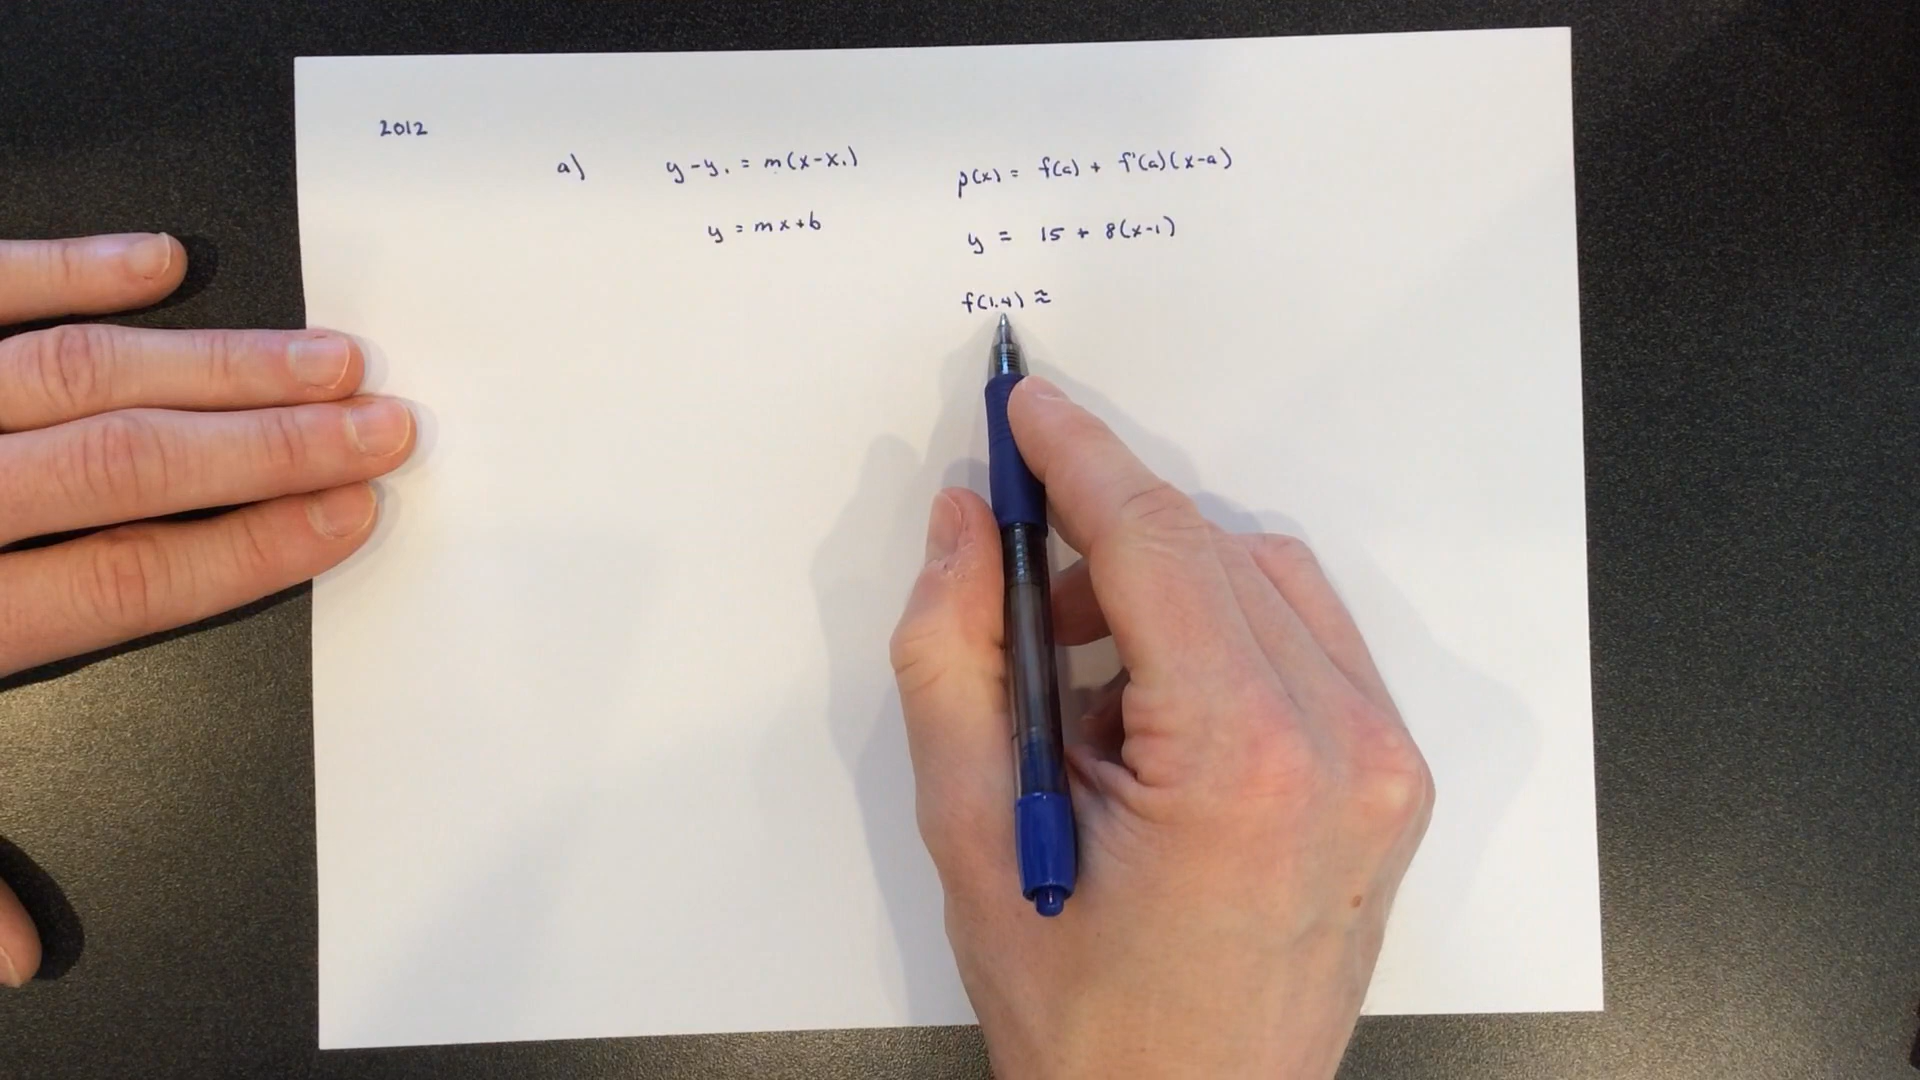 2012
a) y-y₁ = m(x-x₁)
y = mx+b
p(x) = f(a) + f'(a)(x-a)
y = 15 + 8(x-1)
f(1.4) ≈